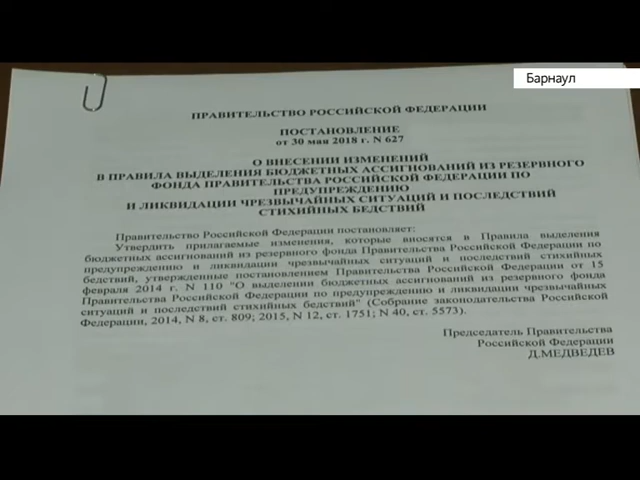 Барнаул
ПРАВИТЕЛЬСТВО РОССИЙСКОЙ ФЕДЕРАЦИИ
ПОСТАНОВЛЕНИЕ
от 30 мая 2018 г. N 627
О ВНЕСЕНИИ ИЗМЕНЕНИЙ
В ПРАВИЛА ВЫДЕЛЕНИЯ БЮДЖЕТНЫХ АССИГНОВАНИЙ ИЗ РЕЗЕРВНОГО
ФОНДА ПРАВИТЕЛЬСТВА РОССИЙСКОЙ ФЕДЕРАЦИИ ПО
ПРЕДУПРЕЖДЕНИЮ
И ЛИКВИДАЦИИ ЧРЕЗВЫЧАЙНЫХ СИТУАЦИЙ И ПОСЛЕДСТВИЙ
СТИХИЙНЫХ БЕДСТВИЙ
Правительство Российской Федерации постановляет:
Утвердить прилагаемые изменения, которые вносятся в Правила выделения
бюджетных ассигнований из резервного фонда Правительства Российской Федерации по
предупреждению и ликвидации чрезвычайных ситуаций и последствий стихийных
бедствий, утвержденные постановлением Правительства Российской Федерации от 15
февраля 2014 г. N 110 "О выделении бюджетных ассигнований из резервного фонда
Правительства Российской Федерации по предупреждению и ликвидации чрезвычайных
ситуаций и последствий стихийных бедствий" (Собрание законодательства Российской
Федерации, 2014, N 8, ст. 809; 2015, N 12, ст. 1751; N 40, ст. 5573).
Председатель Правительства
Российской Федерации
Д.МЕДВЕДЕВ